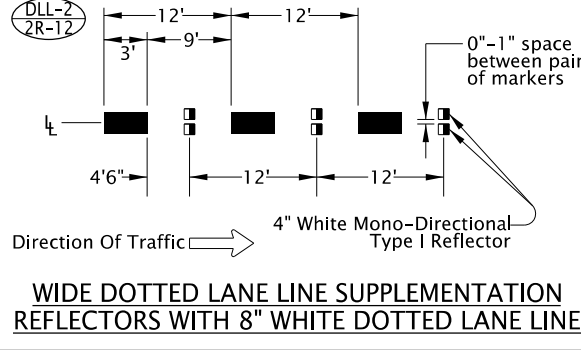 DLL-2
2R-12
12'
12'
3'
9'
0"-1" space
between pair
of markers
4'6"
12'
12'
4" White Mono-Directional
Type I Reflector
Direction Of Traffic
WIDE DOTTED LANE LINE SUPPLEMENTATION
REFLECTORS WITH 8" WHITE DOTTED LANE LINE